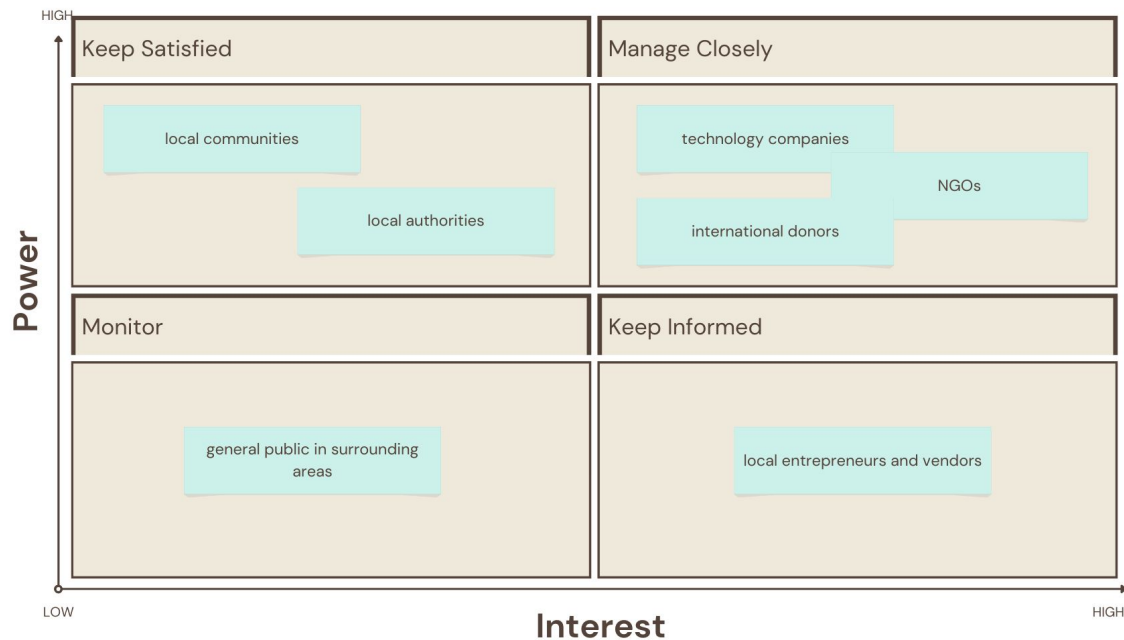 HIGH
Keep Satisfied
Manage Closely
local communities
technology companies
NGOs
local authorities
international donors
Power
Monitor
Keep Informed
general public in surrounding
areas
local entrepreneurs and vendors
LOW
HIGH
Interest